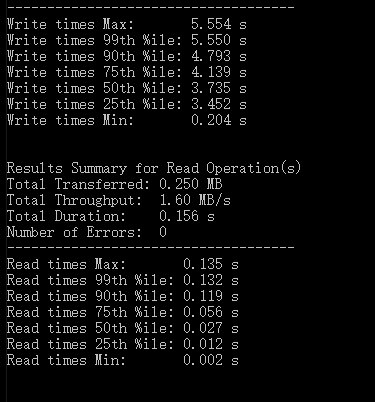 ------------------------------------
Write times Max:        5.554 s
Write times 99th %ile: 5.550 s
Write times 90th %ile: 4.793 s
Write times 75th %ile: 4.139 s
Write times 50th %ile: 3.735 s
Write times 25th %ile: 3.452 s
Write times Min:        0.204 s
Results Summary for Read Operation(s)
Total Transferred: 0.250 MB
Total Throughput:  1.60 MB/s
Total Duration:    0.156 s
Number of Errors:  0
------------------------------------
Read times Max:        0.135 s
Read times 99th %ile: 0.132 s
Read times 90th %ile: 0.119 s
Read times 75th %ile: 0.056 s
Read times 50th %ile: 0.027 s
Read times 25th %ile: 0.012 s
Read times Min:        0.002 s